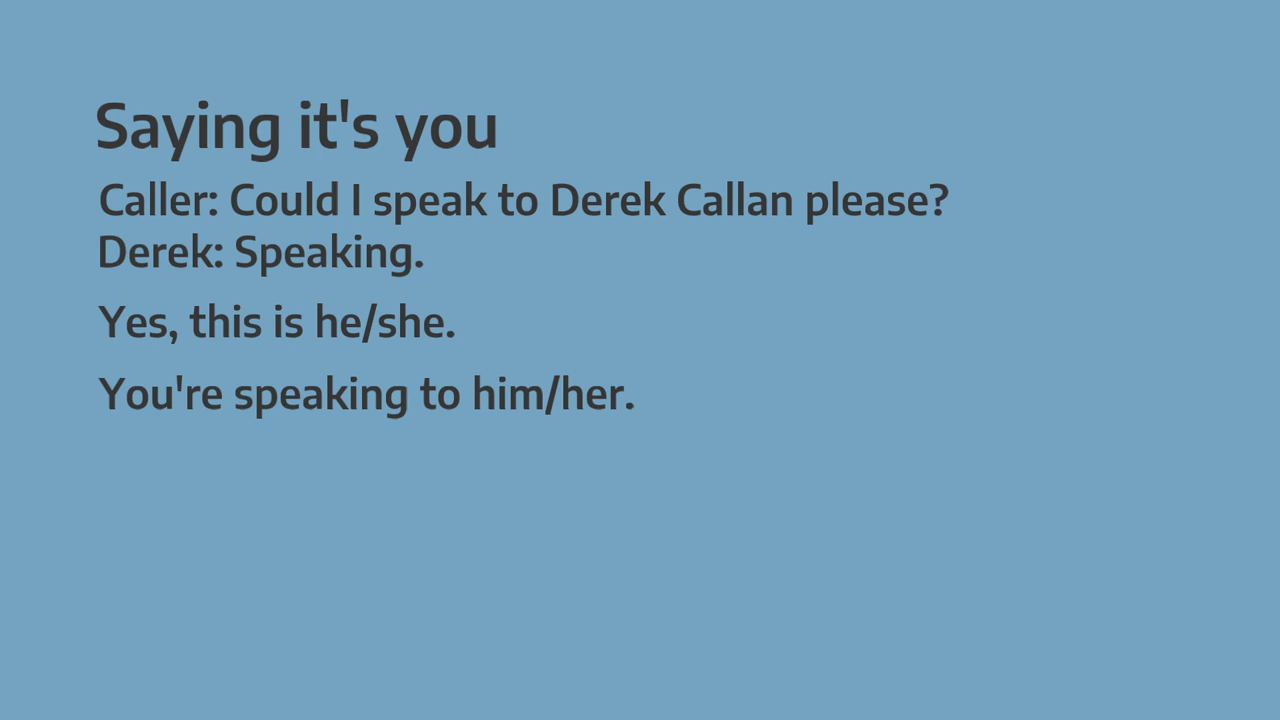 Saying it's you
Caller: Could I speak to Derek Callan please?
Derek: Speaking.
Yes, this is he/she.
You're speaking to him/her.